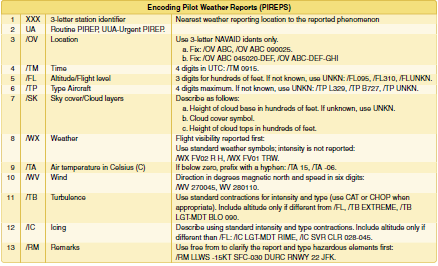 Encoding Pilot Weather Reports (PIREPS)
1 XXX 3-letter station identifier Nearest weather reporting location to the reported phenomenon
2 UA Routine PIREP, UUA-Urgent PIREP.
3 /OV Location Use 3-letter NAVAID idents only.
a. Fix: /OV ABC, /OV ABC 090025.
b. Fix: /OV ABC 045020-DEF, /OV ABC-DEF-GHI
4 /TM Time 4 digits in UTC: /TM 0915.
5 /FL Altitude/Flight level 3 digits for hundreds of feet. If not known, use UNKN: /FL095, /FL310, /FLUNKN.
6 /TP Type Aircraft 4 digits maximum. If not known, use UNKN: /TP L329, /TP B727, /TP UNKN.
7 /SK Sky cover/Cloud layers Describe as follows:
a. Height of cloud base in hundreds of feet. If unknown, use UNKN.
b. Cloud cover symbol.
c. Height of cloud tops in hundreds of feet.
8 /WX Weather Flight visibility reported first:
Use standard weather symbols; intensity is not reported:
/WX FV02 R H, /WX FV01 TRW.
9 /TA Air temperature in Celsius (C) If below zero, prefix with a hyphen: /TA 15, /TA -06.
10 /WV Wind Direction in degrees magnetic north and speed in six digits:
/WV 270045, WV 280110.
11 /TB Turbulence Use standard contractions for intensity and type (use CAT or CHOP when
appropriate). Include altitude only if different from /FL, /TB EXTREME, /TB
LGT-MDT BLO 090.
12 /IC Icing Describe using standard intensity and type contractions. Include altitude only if
different than /FL: /IC LGT-MDT RIME, /IC SVR CLR 028-045.
13 /RM Remarks Use free from to clarify the report and type hazardous elements first:
/RM LLWS -15KT SFC-030 DURC RNWY 22 JFK.